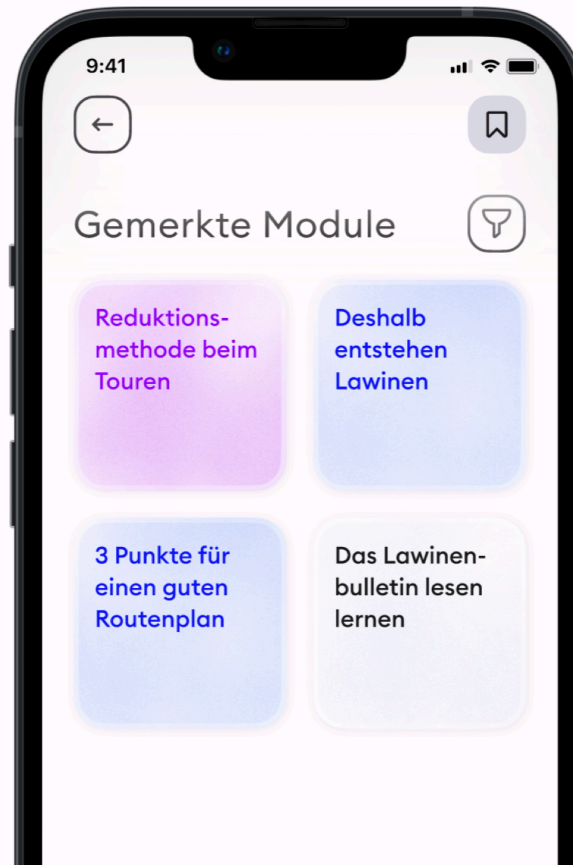 9:41
Gemerkte Module
Reduktions-
methode beim
Touren
Deshalb
entstehen
Lawinen
3 Punkte für
einen guten
Routenplan
Das Lawinen-
bulletin lesen
lernen